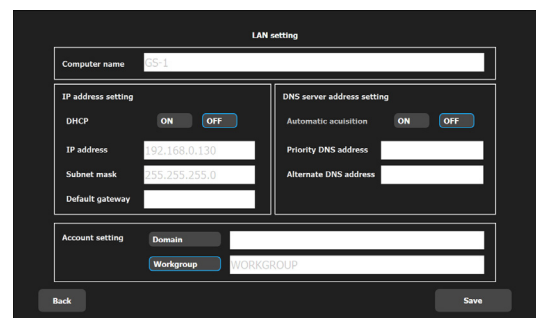 LAN setting
Computer name GS-1
IP address setting
DHCP ON OFF
IP address 192.168.0.130
Subnet mask 255.255.255.0
Default gateway
DNS server address setting
Automatic acuisition ON OFF
Priority DNS address
Alternate DNS address
Account setting Domain
Workgroup WORKGROUP
Back Save